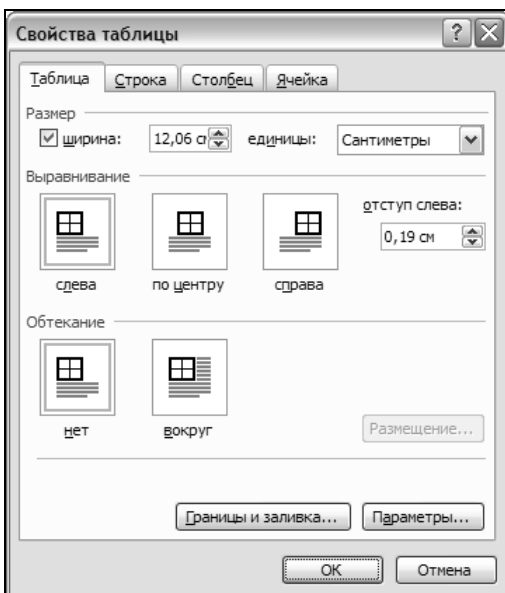 Свойства таблицы
Таблица Строка Столбец Ячейка
Размер
ширина: 12,06 см единицы: Сантиметры
Выравнивание
отступ слева:
0,19 см
слева по центру справа
Обтекание
нет вокруг Размещение...
Границы и заливка... Параметры...
ОК Отмена